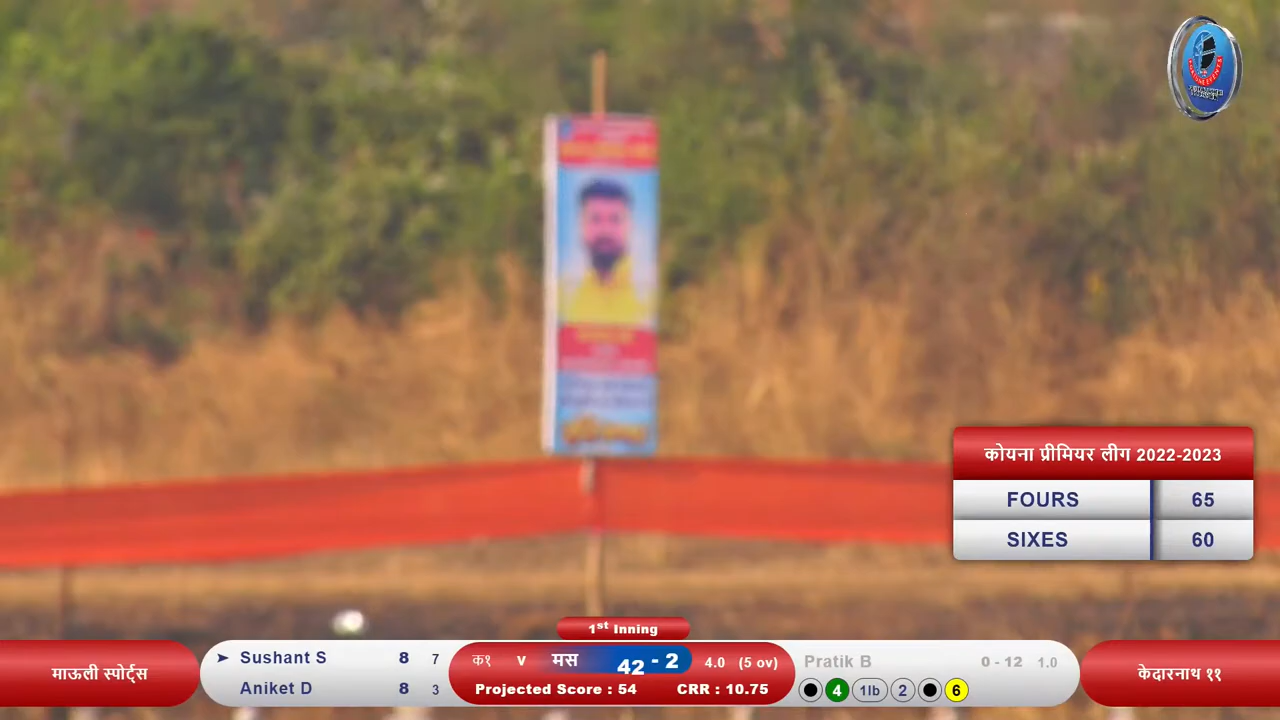 कोयना प्रीमियर लीग 2022-2023
FOURS 65
SIXES 60
1st Inning
माऊली स्पोर्ट्स
➤ Sushant S 8 7
Aniket D 8 3
क१ v मस 42 - 2 4.0 (5 ov)
Projected Score : 54 CRR : 10.75
Pratik B 0 - 12 1.0
4 1lb 2 6
केदारनाथ ११